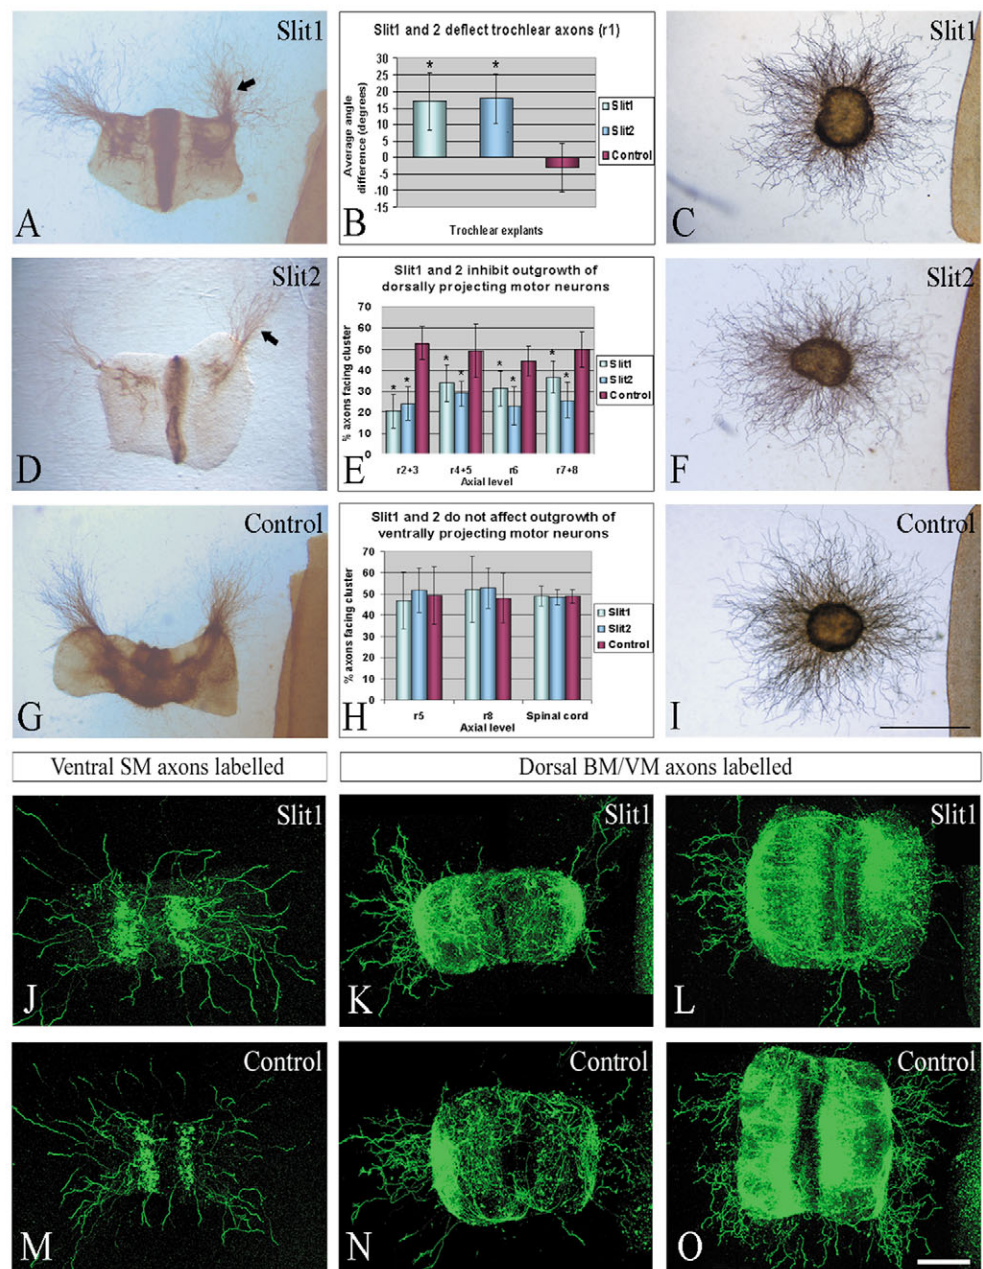 Slit1
A
Slit1 and 2 deflect trochlear axons (r1)
Average angle
difference (degrees)
30
25
20
15
10
5
0
-5
-10
-15
*
*
Slit1
Slit2
Control
Trochlear explants
B
Slit1
C
Slit2
D
Slit1 and 2 inhibit outgrowth of
dorsally projecting motor neurons
% axons facing cluster
70
60
50
40
30
20
10
0
* * * * * * * *
Slit1
Slit2
Control
r2+3 r4+5 r6 r7+8
Axial level
E
Slit2
F
Control
G
Slit1 and 2 do not affect outgrowth of
ventrally projecting motor neurons
% axons facing cluster
70
60
50
40
30
20
10
0
Slit1
Slit2
Control
r5 r8 Spinal cord
Axial level
H
Control
I
Ventral SM axons labelled
Dorsal BM/VM axons labelled
Slit1
J
Slit1
K
Slit1
L
Control
M
Control
N
Control
O